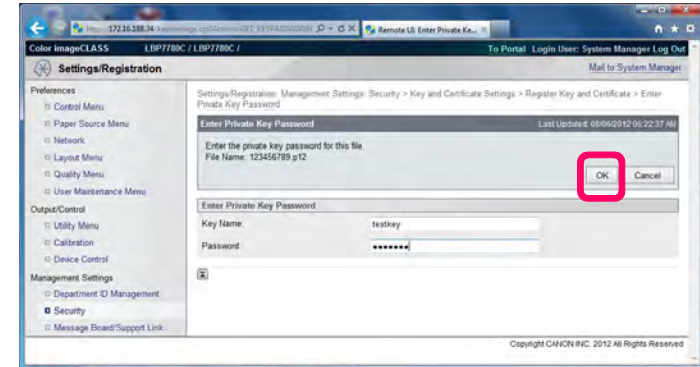 172.16.188.34
Remote UI: Enter Private Ke...
Color imageCLASS LBP7780C / LBP7780C /
To Portal Login User: System Manager Log Out
Settings/Registration
Mail to System Manager
Preferences
Control Menu
Paper Source Menu
Network
Layout Menu
Quality Menu
User Maintenance Menu
Output/Control
Utility Menu
Calibration
Device Control
Management Settings
Department ID Management
Security
Message Board/Support Link
Settings/Registration: Management Settings: Security > Key and Certificate Settings > Register Key and Certificate > Enter
Private Key Password
Enter Private Key Password
Last Updated: 08/06/2012 06:22:37 AM
Enter the private key password for this file.
File Name: 123456789.p12
OK Cancel
Enter Private Key Password
Key Name: testkey
Password: •••••••
Copyright CANON INC. 2012 All Rights Reserved